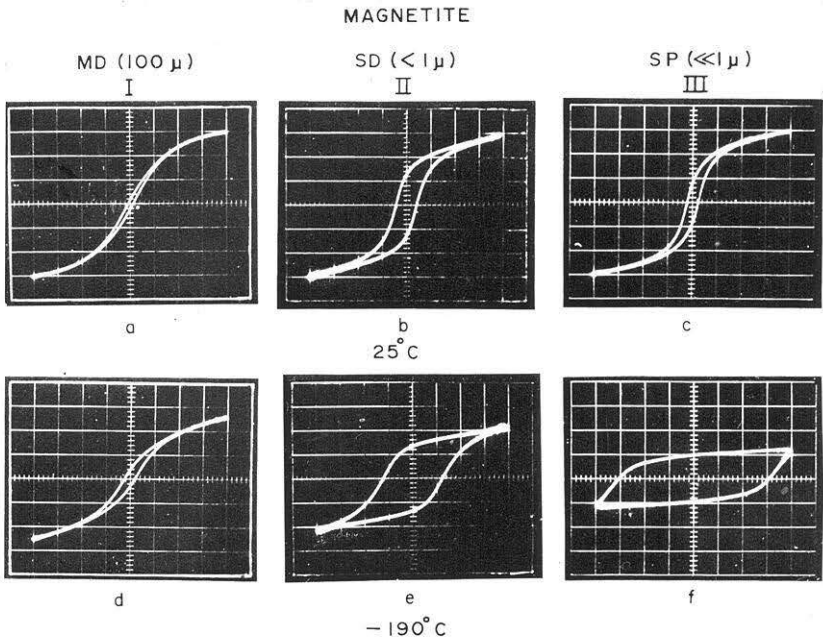 MAGNETITE
MD (100 μ) SD (< 1 μ) SP (≪1 μ)
I II III
a b c
25°C
d e f
−190°C